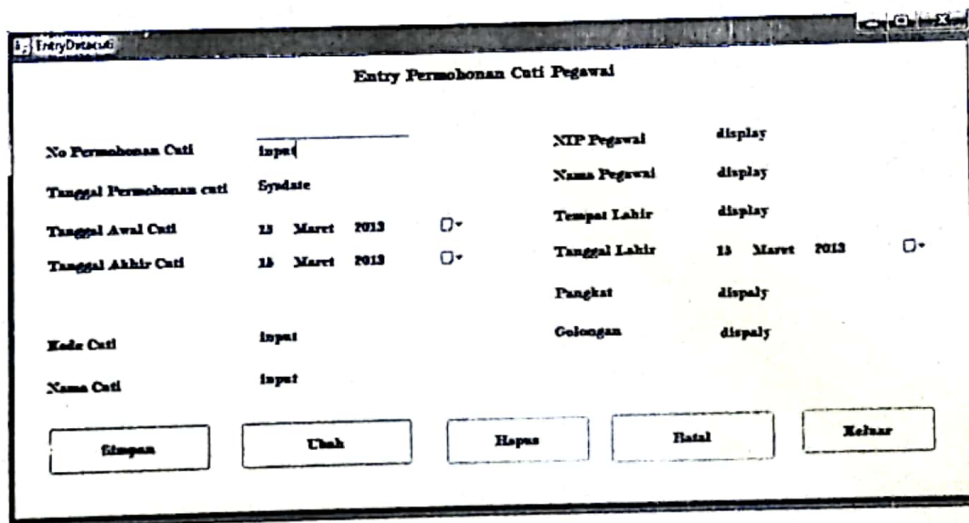 EntryDatacuti
Entry Permohonan Cuti Pegawai
No Permohonan Cuti input
Tanggal Permohonan cuti Sysdate
Tanggal Awal Cuti 13 Maret 2013
Tanggal Akhir Cuti 13 Maret 2013
Kode Cuti input
Nama Cuti input
NIP Pegawai display
Nama Pegawai display
Tempat Lahir display
Tanggal Lahir 13 Maret 2013
Pangkat dispaly
Golongan dispaly
Simpan Ubah Hapus Batal Keluar